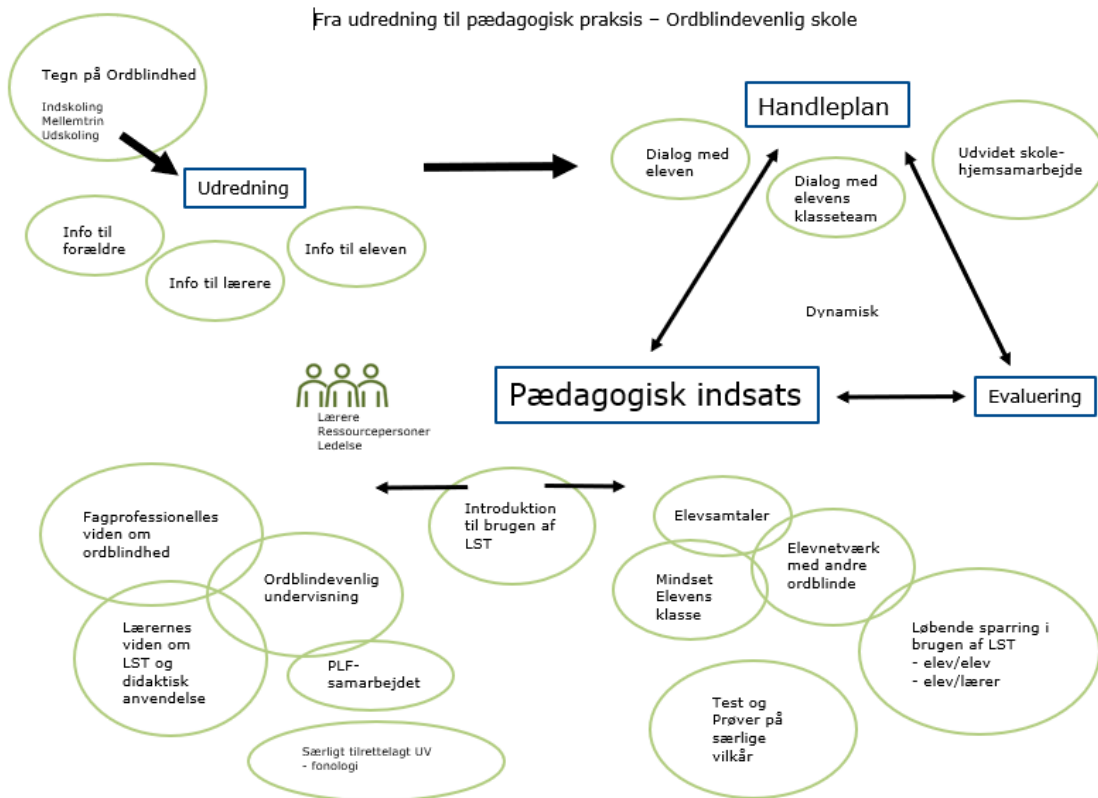 Fra udredning til pædagogisk praksis – Ordblindevenlig skole
Tegn på Ordblindhed
Indskoling
Mellemtrin
Udskoling
Udredning
Info til
forældre
Info til lærere
Info til eleven
Handleplan
Dialog med
eleven
Dialog med
elevens
klasseteam
Udvidet skole-
hjemsamarbejde
Dynamisk
Pædagogisk indsats
Evaluering
Lærere
Ressourcepersoner
Ledelse
Introduktion
til brugen af
LST
Fagprofessionelles
viden om
ordblindhed
Ordblindevenlig
undervisning
Lærernes
viden om
LST og
didaktisk
anvendelse
PLF-
samarbejdet
Særligt tilrettelagt UV
- fonologi
Elevsamtaler
Elevnetværk
med andre
ordblinde
Mindset
Elevens
klasse
Løbende sparring i
brugen af LST
- elev/elev
- elev/lærer
Test og
Prøver på
særlige
vilkår